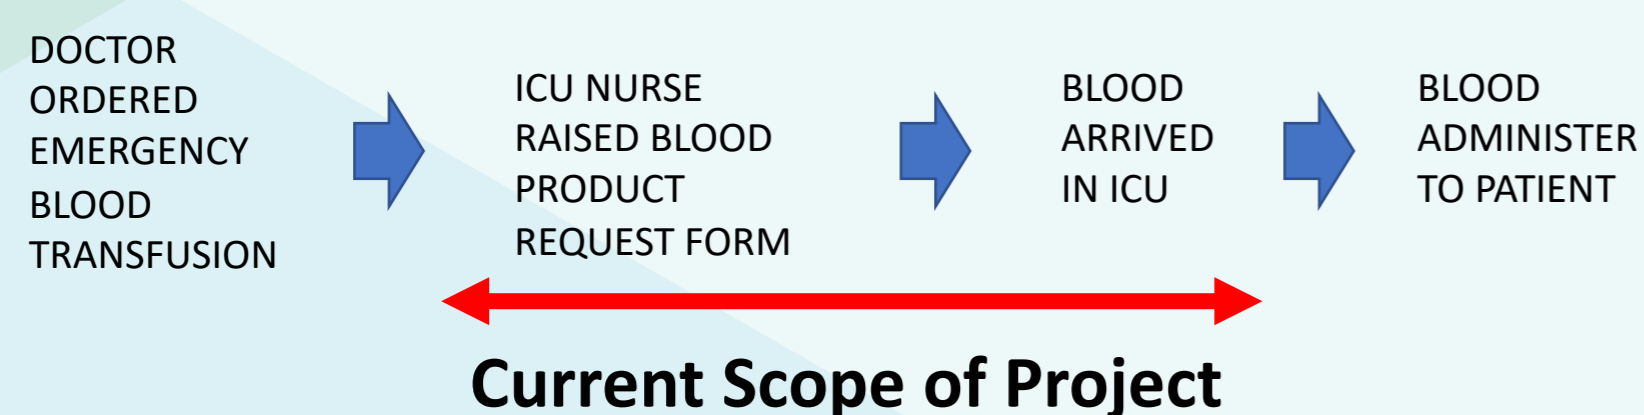 DOCTOR
ORDERED
EMERGENCY
BLOOD
TRANSFUSION
ICU NURSE
RAISED BLOOD
PRODUCT
REQUEST FORM
BLOOD
ARRIVED
IN ICU
BLOOD
ADMINISTER
TO PATIENT
Current Scope of Project